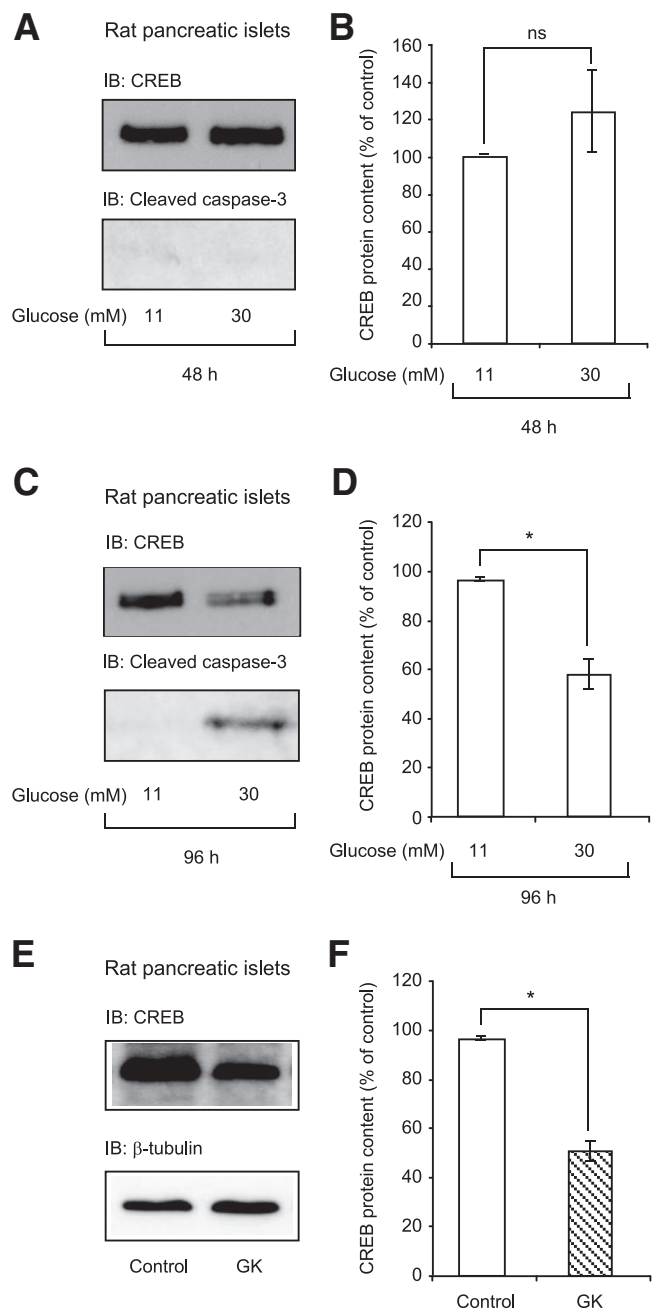 A
Rat pancreatic islets
IB: CREB
IB: Cleaved caspase-3
Glucose (mM) 11 30
48 h
B
CREB protein content (% of control)
160
140
120
100
80
60
40
20
0
ns
Glucose (mM) 11 30
48 h
C
Rat pancreatic islets
IB: CREB
IB: Cleaved caspase-3
Glucose (mM) 11 30
96 h
D
CREB protein content (% of control)
120
100
80
60
40
20
0
*
Glucose (mM) 11 30
96 h
E
Rat pancreatic islets
IB: CREB
IB: β-tubulin
Control GK
F
CREB protein content (% of control)
120
100
80
60
40
20
0
*
Control GK